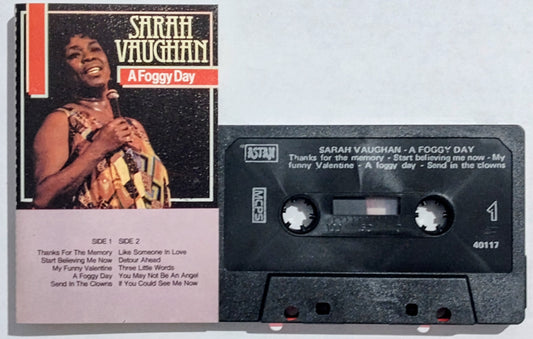 SARAH
VAUGHAN
A Foggy Day
SIDE 1 SIDE 2
Thanks For The Memory Like Someone In Love
Start Believing Me Now Detour Ahead
My Funny Valentine Three Little Words
A Foggy Day You May Not Be An Angel
Send In The Clowns If You Could See Me Now
ASTAN
SARAH VAUGHAN - A FOGGY DAY
Thanks for the memory - Start believing me now - My
funny Valentine - A foggy day - Send in the clowns
MCPS
1
40117